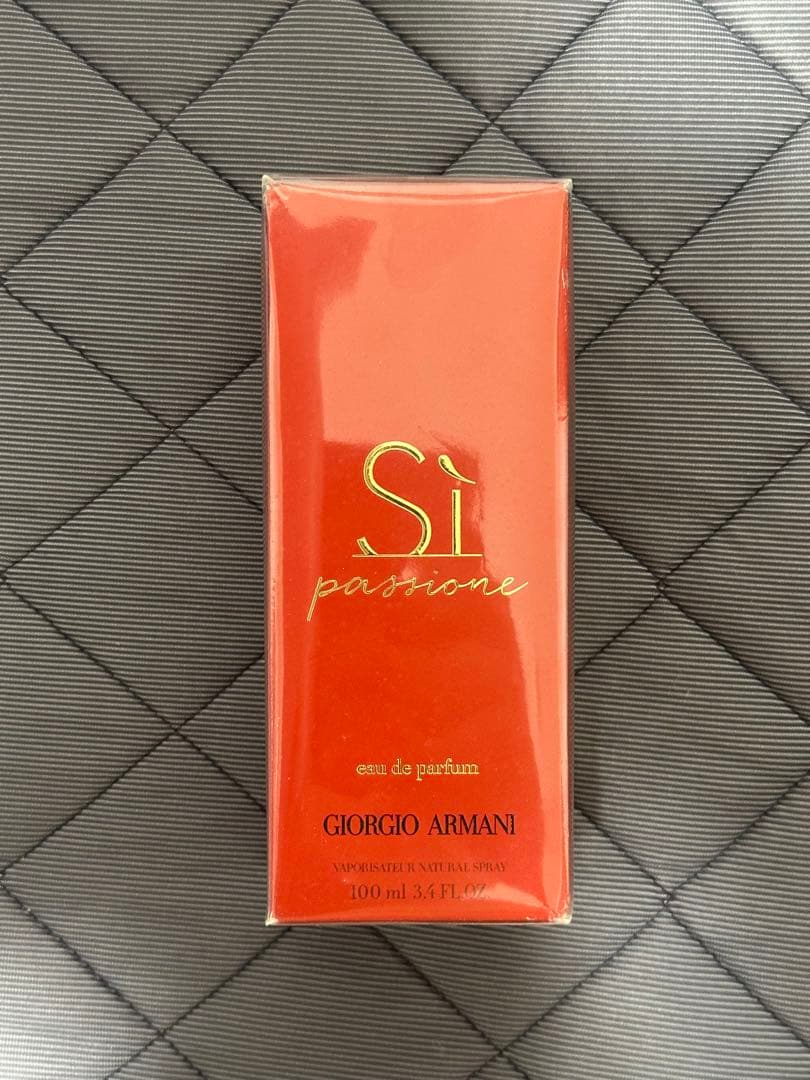 Sì
passione
eau de parfum
GIORGIO ARMANI
VAPORISATEUR NATURAL SPRAY
100 ml 3.4 FL.OZ.